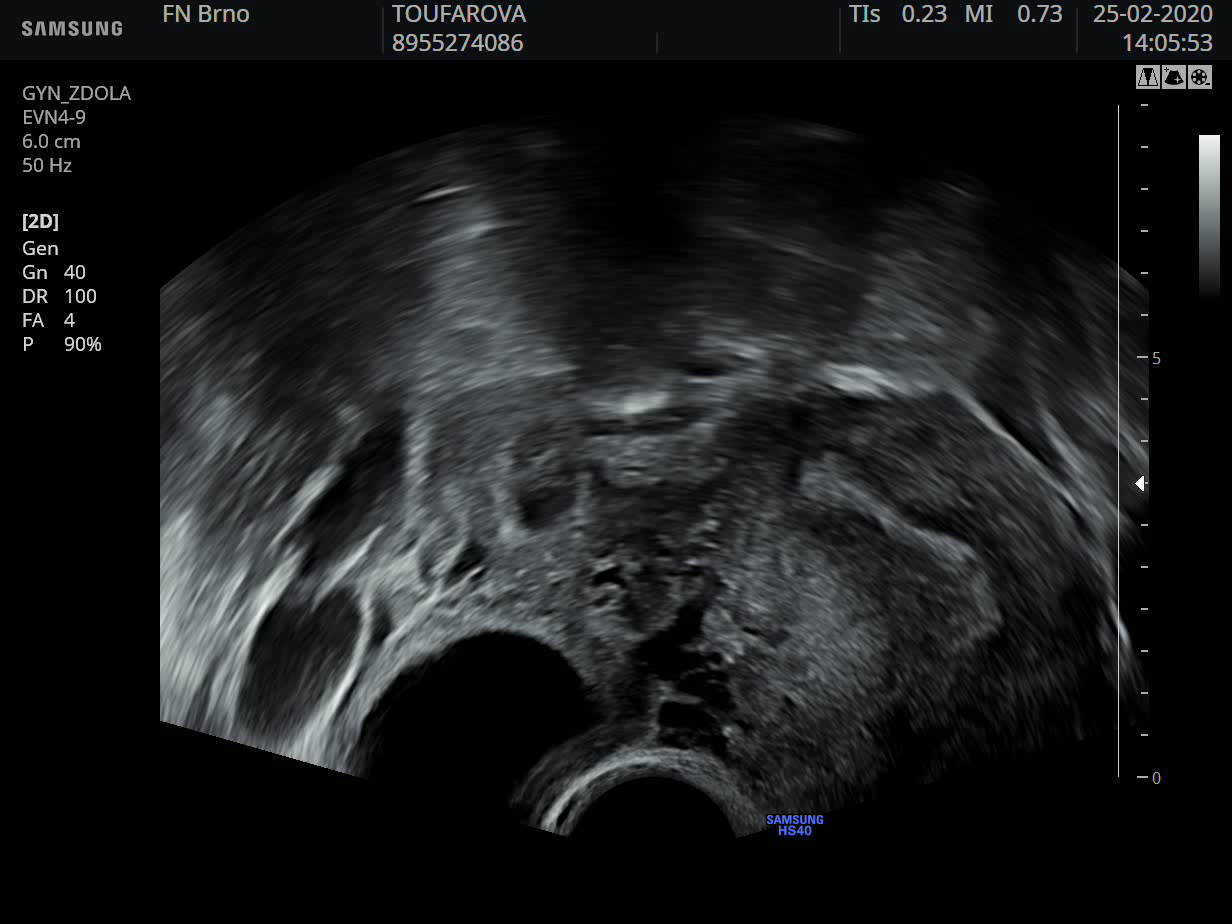 SAMSUNG
FN Brno
TOUFAROVA
8955274086
TIs 0.23 MI 0.73
25-02-2020
14:05:53
GYN_ZDOLA
EVN4-9
6.0 cm
50 Hz
[2D]
Gen
Gn 40
DR 100
FA 4
P 90%
5
0
SAMSUNG
HS40